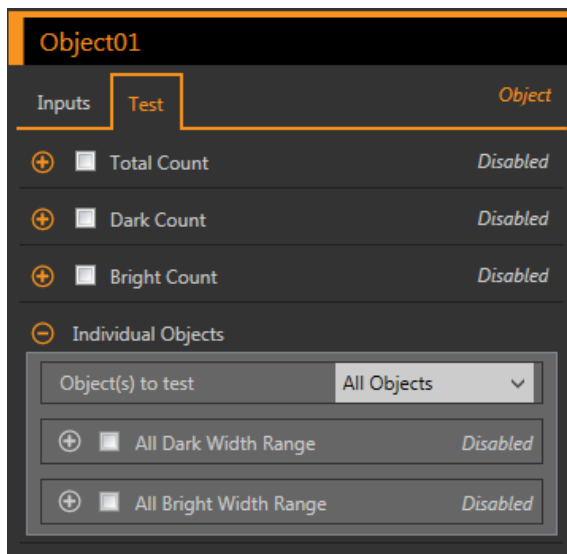 Object01
Inputs Test Object
Total Count Disabled
Dark Count Disabled
Bright Count Disabled
Individual Objects
Object(s) to test All Objects
All Dark Width Range Disabled
All Bright Width Range Disabled